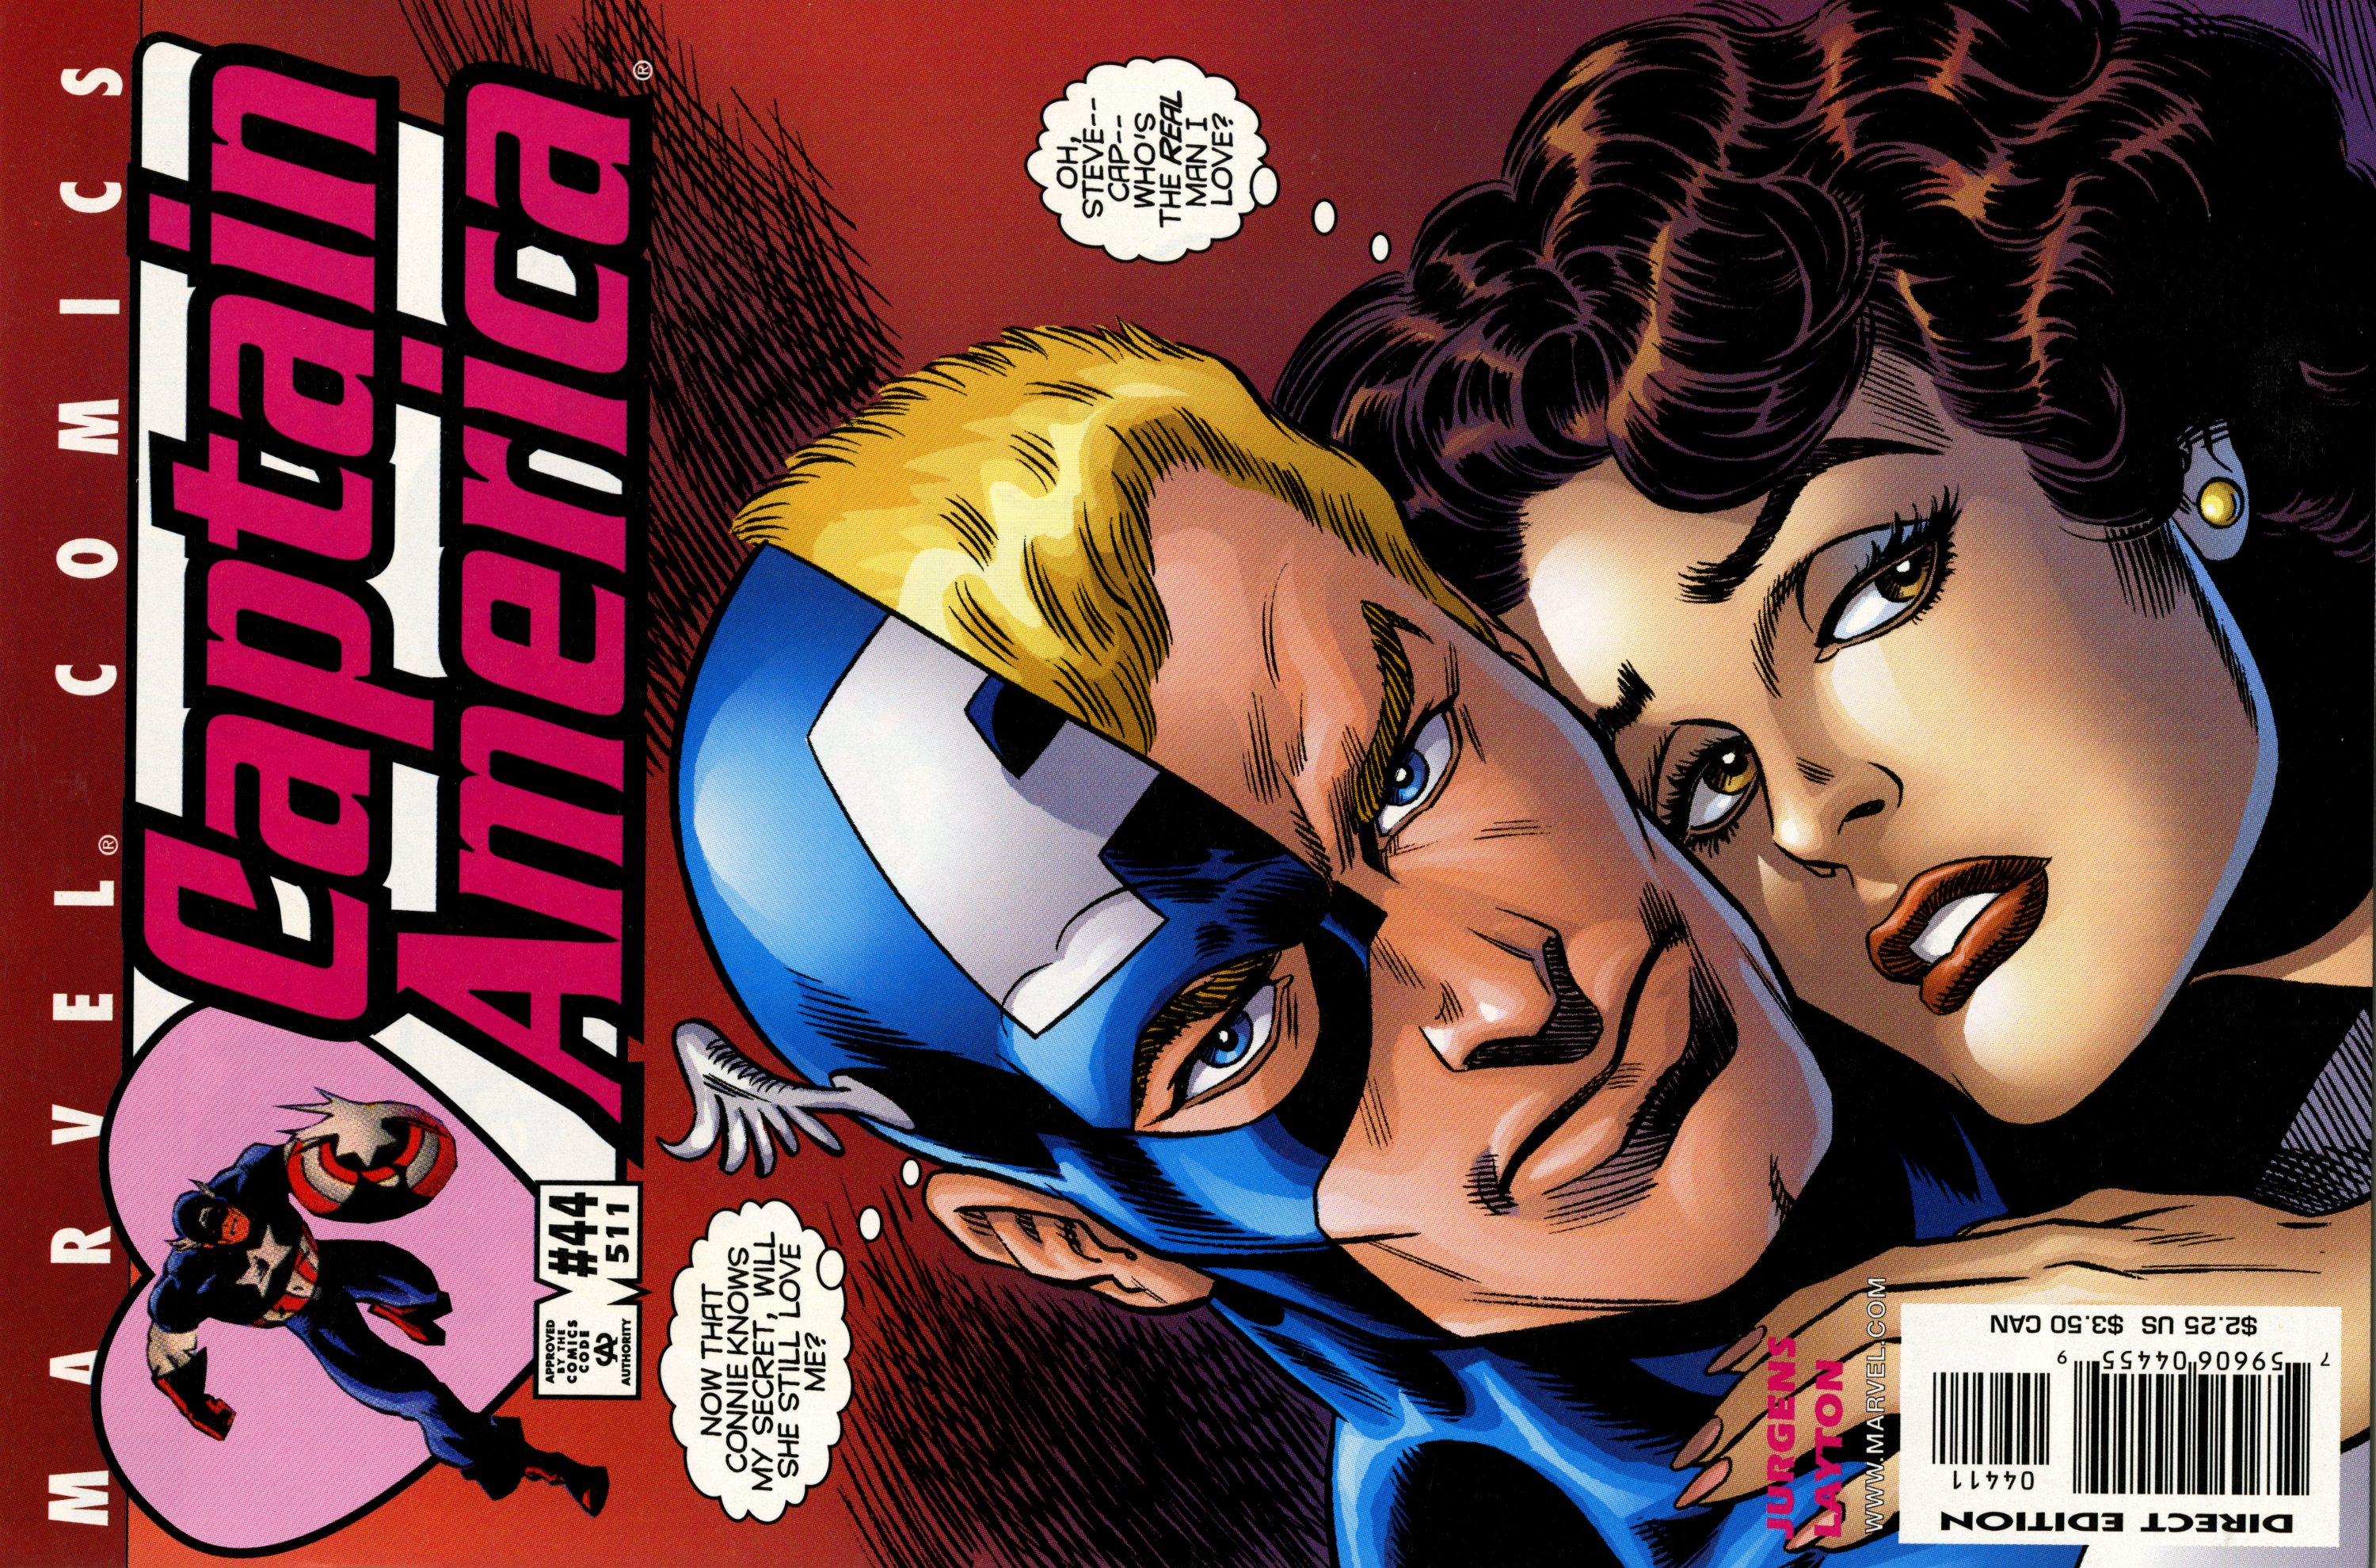 MARVEL® COMICS
Captain
America®
APPROVED
BY THE
COMICS
CODE
CA
AUTHORITY
#44
511
NOW THAT
CONNIE KNOWS
MY SECRET, WILL
SHE STILL LOVE
ME?
OH,
STEVE--
CAP--
WHO'S
THE REAL
MAN I
LOVE?
JURGENS
LAYTON
WWW.MARVEL.COM
DIRECT EDITION
04411
7 59606 04455 9
$2.25 US $3.50 CAN